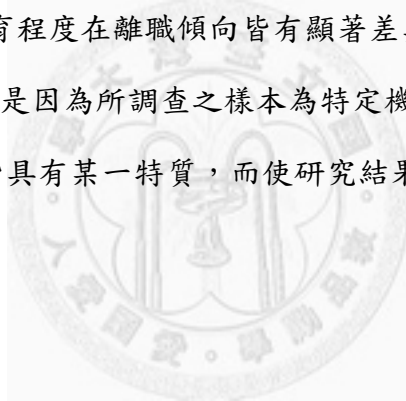 育程度在離職傾向皆有顯著差
是因為所調查之樣本為特定機
具有某一特質，而使研究結果